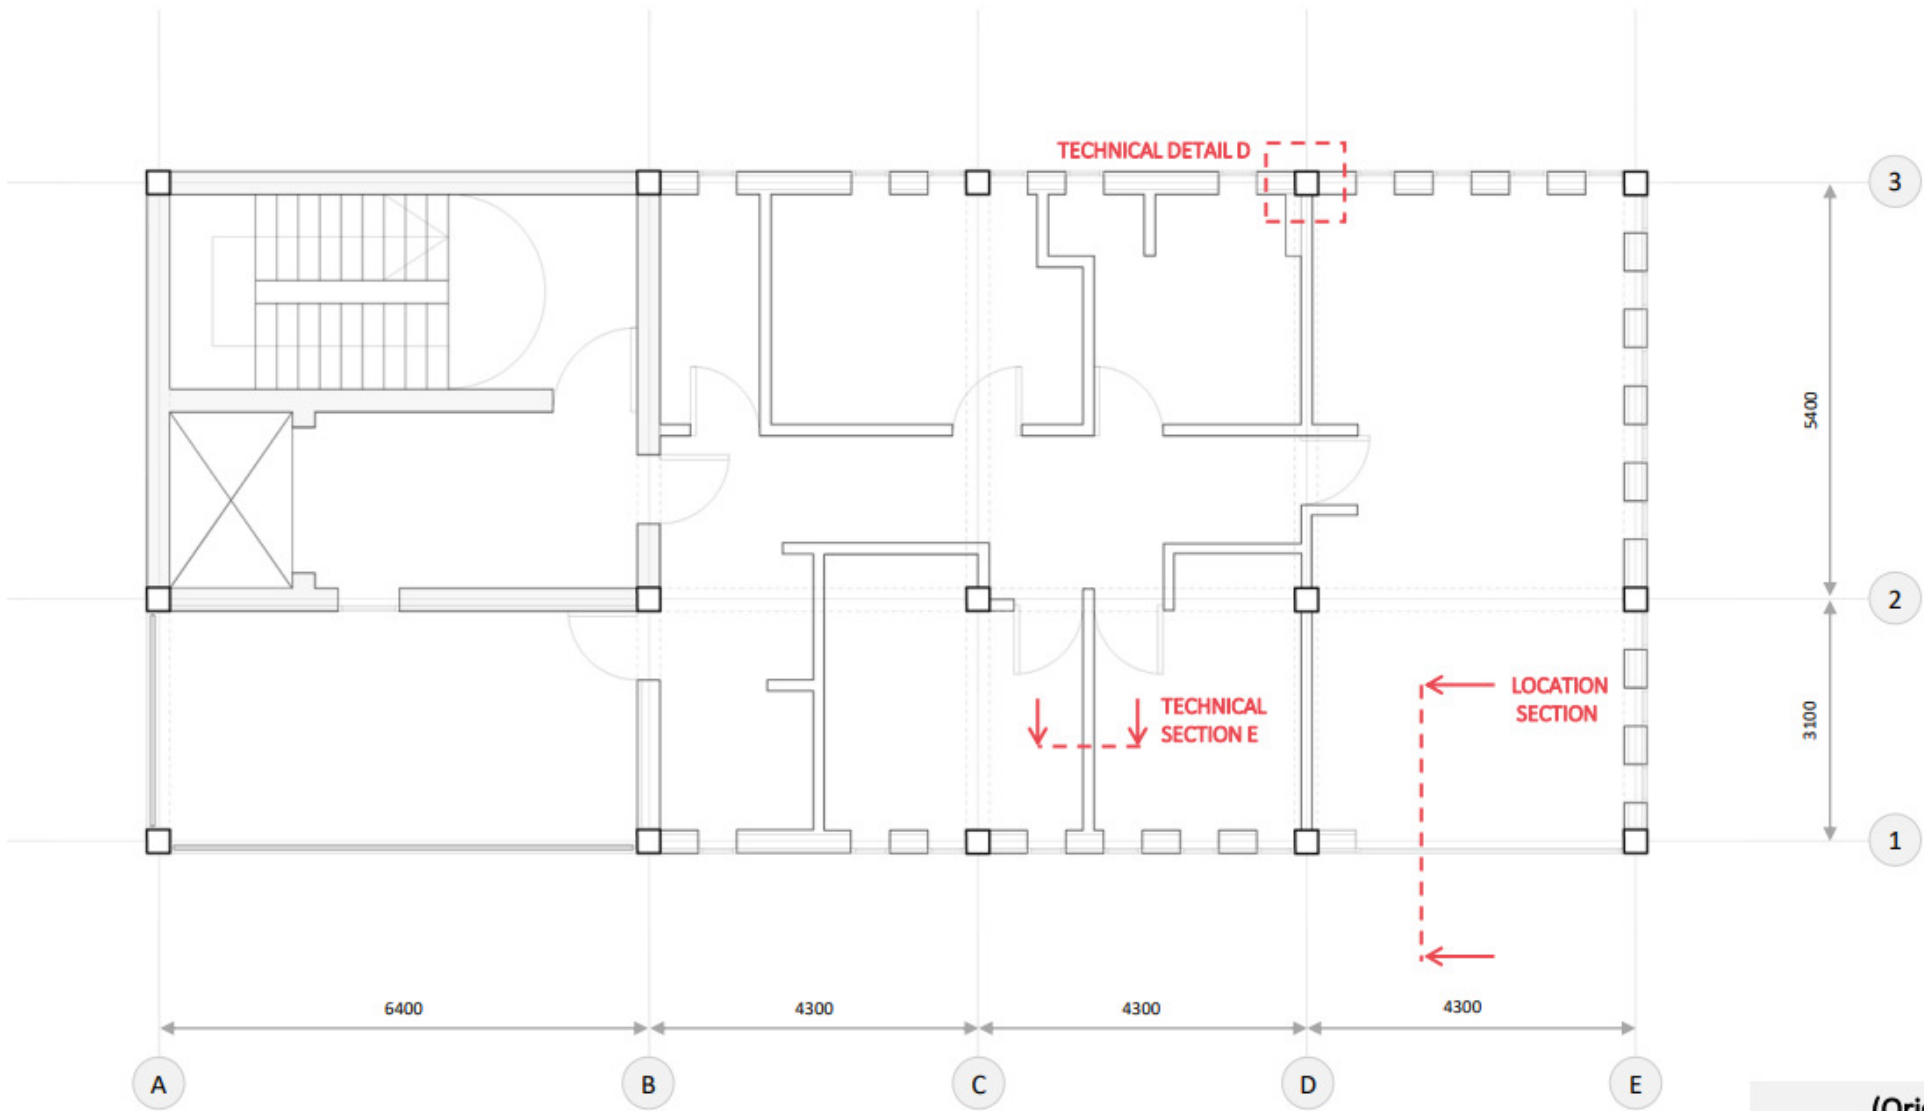 TECHNICAL DETAIL D
3
5400
2
LOCATION
SECTION
TECHNICAL
SECTION E
3100
1
6400
4300
4300
4300
A
B
C
D
E